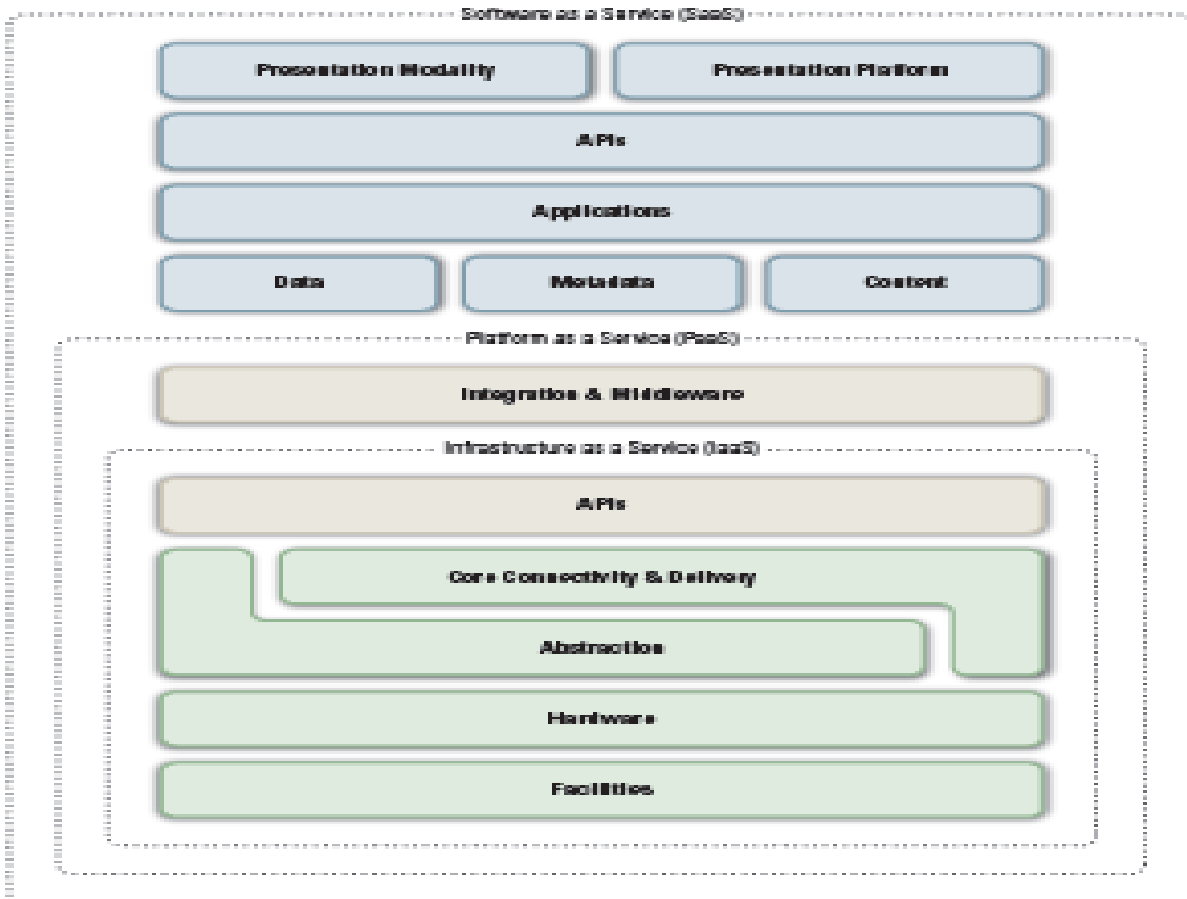 Software as a Service (SaaS)
Presentation Modality
Presentation Platform
APIs
Applications
Data
Metadata
Content
Platform as a Service (PaaS)
Integration & Middleware
Infrastructure as a Service (IaaS)
APIs
Core Connectivity & Delivery
Abstraction
Hardware
Facilities